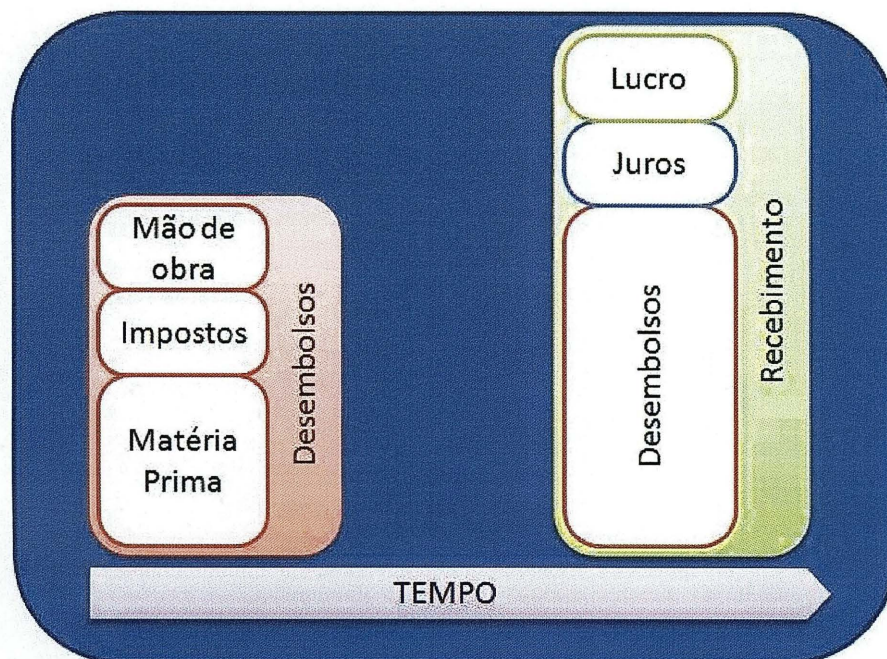 Mão de
obra
Impostos
Matéria
Prima
Desembolsos
Lucro
Juros
Desembolsos
Recebimento
TEMPO